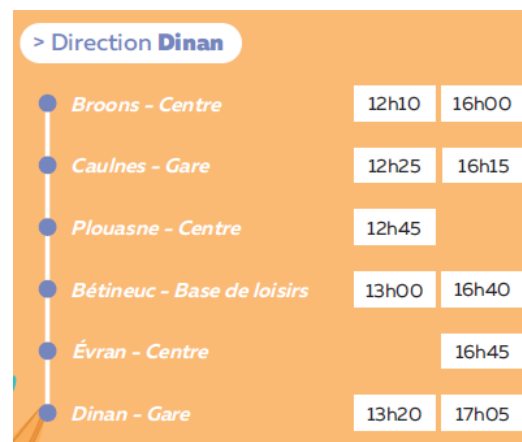 > Direction Dinan
Broons - Centre 12h10 16h00
Caulnes - Gare 12h25 16h15
Plouasne - Centre 12h45
Bétineuc - Base de loisirs 13h00 16h40
Évran - Centre 16h45
Dinan - Gare 13h20 17h05